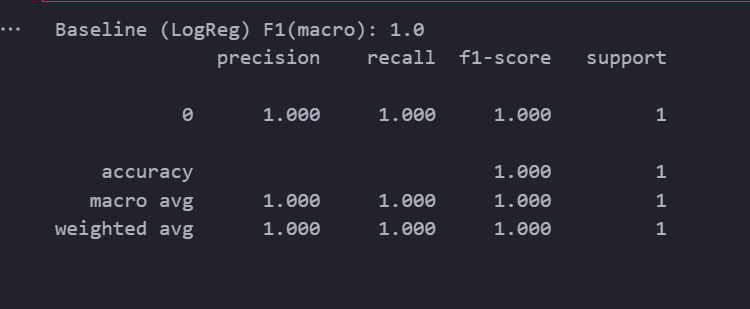 ... Baseline (LogReg) F1(macro): 1.0
precision recall f1-score support
0 1.000 1.000 1.000 1
accuracy 1.000 1
macro avg 1.000 1.000 1.000 1
weighted avg 1.000 1.000 1.000 1